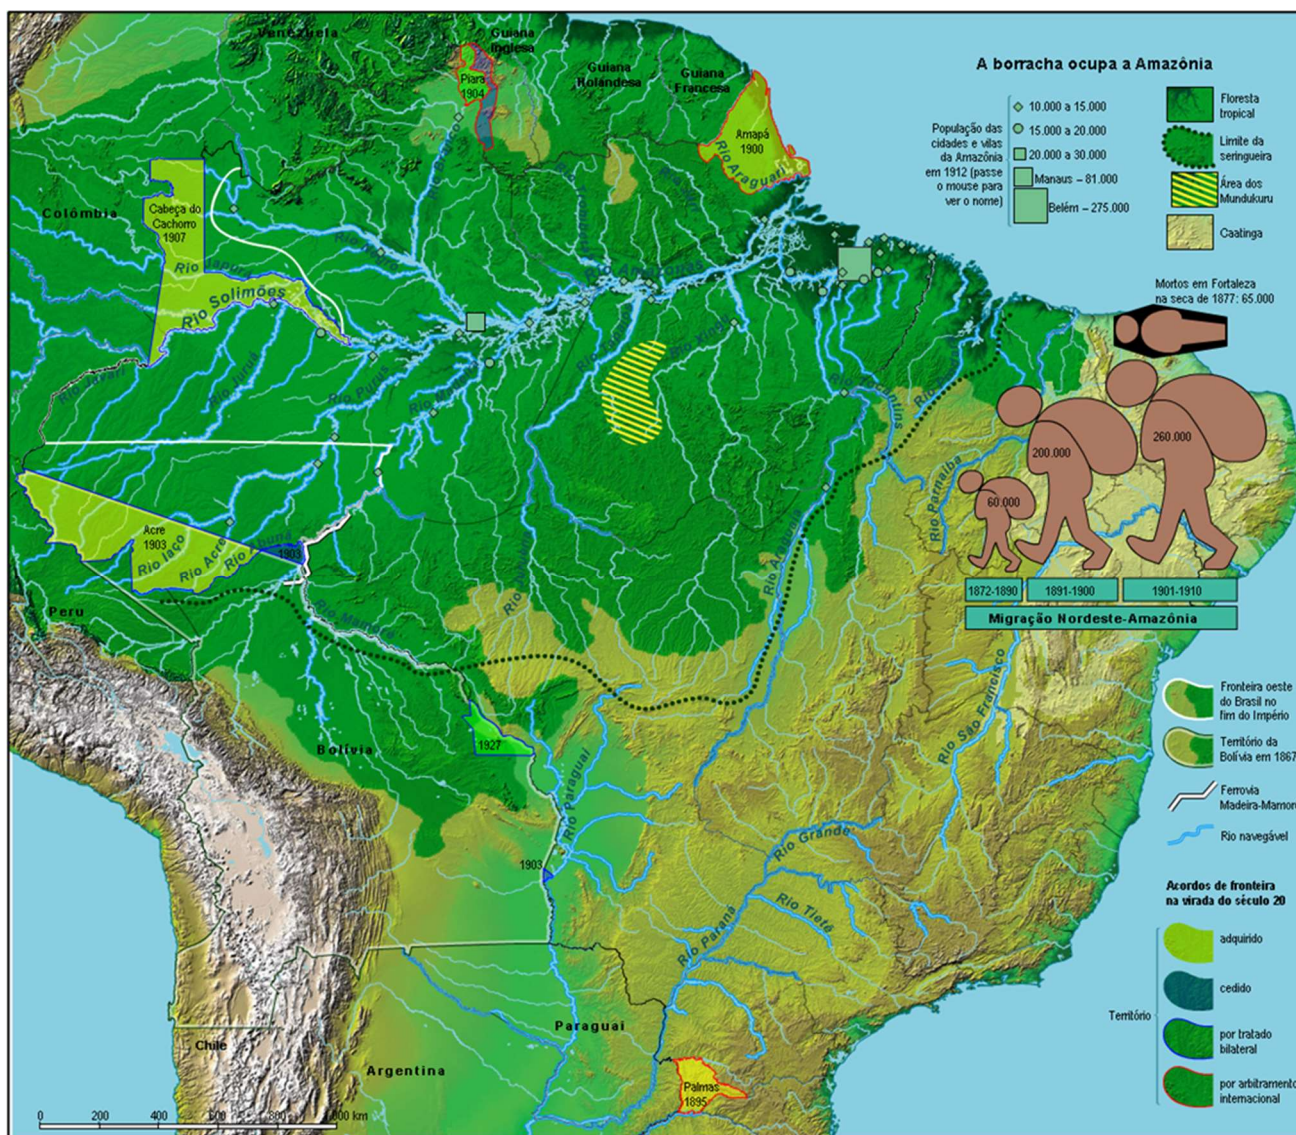 A borracha ocupa a Amazônia
População das
cidades e vilas
da Amazônia
em 1912 (passe
o mouse para
ver o nome)
10.000 a 15.000
15.000 a 20.000
20.000 a 30.000
Manaus – 81.000
Belém – 275.000
Floresta
tropical
Limite da
seringueira
Área dos
Mundukuru
Caatinga
Mortos em Fortaleza
na seca de 1877: 65.000
60.000
200.000
260.000
1872-1890
1891-1900
1901-1910
Migração Nordeste-Amazônia
Fronteira oeste
do Brasil no
fim do Império
Território da
Bolívia em 1867
Ferrovia
Madeira-Mamoré
Rio navegável
Acordos de fronteira
na virada do século 20
Território
adquirido
cedido
por tratado
bilateral
por arbitramento
internacional
Venezuela
Guiana
Inglesa
Guiana
Holandesa
Guiana
Francesa
Piara
1904
Amapá
1900
Rio Araguari
Colômbia
Cabeça do
Cachorro
1907
Rio Japurá
Rio Solimões
Rio Negro
Rio Branco
Rio Amazonas
Rio Javari
Rio Juruá
Rio Purus
Rio Madeira
Rio Tapajós
Rio Xingu
Rio Tocantins
Rio Parnaíba
Acre
1903
Rio Iaço
Rio Acre
Rio Abunã
1903
Rio Mamoré
Rio Juruena
Rio Araguaia
Rio São Francisco
Peru
Bolívia
1927
Rio Paraguai
1903
Rio Grande
Rio Tietê
Rio Paraná
Paraguai
Chile
Argentina
Palmas
1895
0 200 400 600 800 1000 km